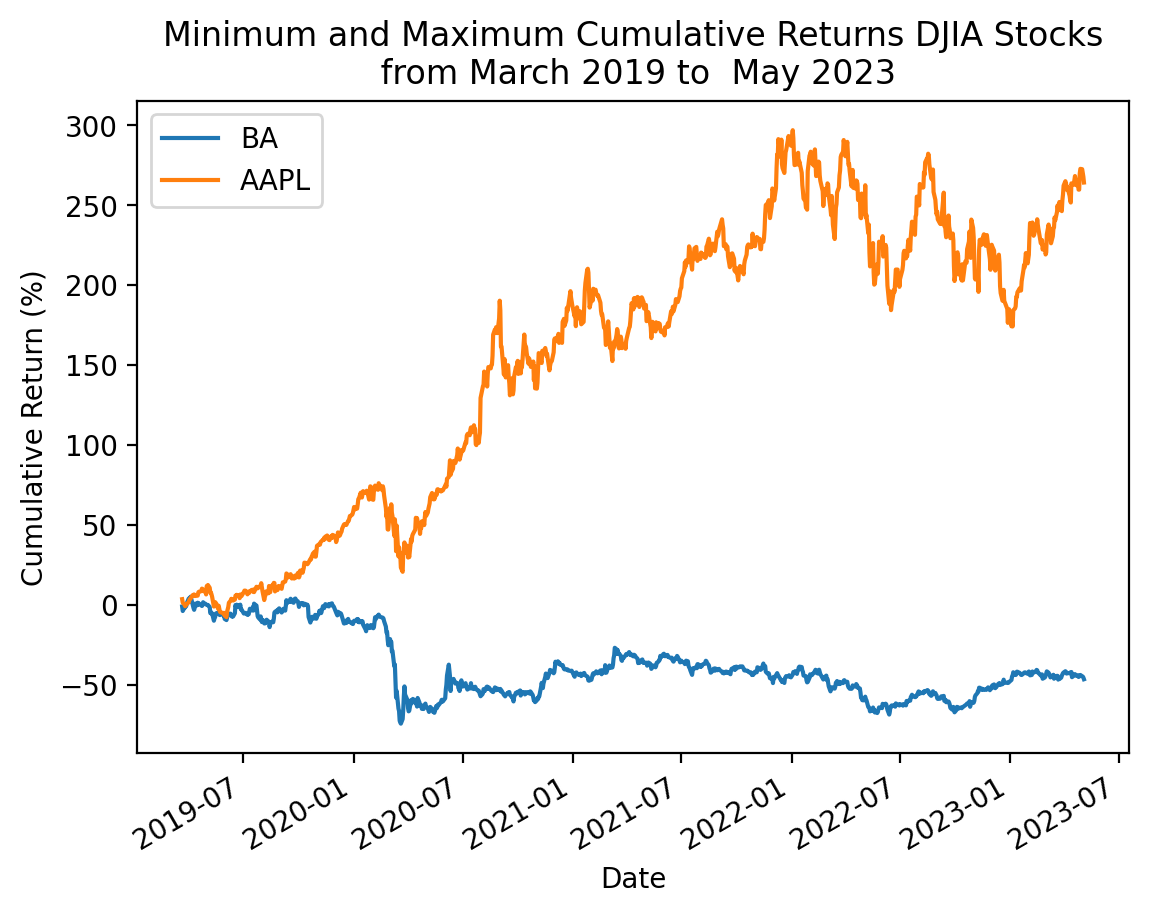 Minimum and Maximum Cumulative Returns DJIA Stocks
from March 2019 to  May 2023
BA
AAPL
300
250
200
150
100
50
0
−50
Cumulative Return (%)
2019-07
2020-01
2020-07
2021-01
2021-07
2022-01
2022-07
2023-01
2023-07
Date